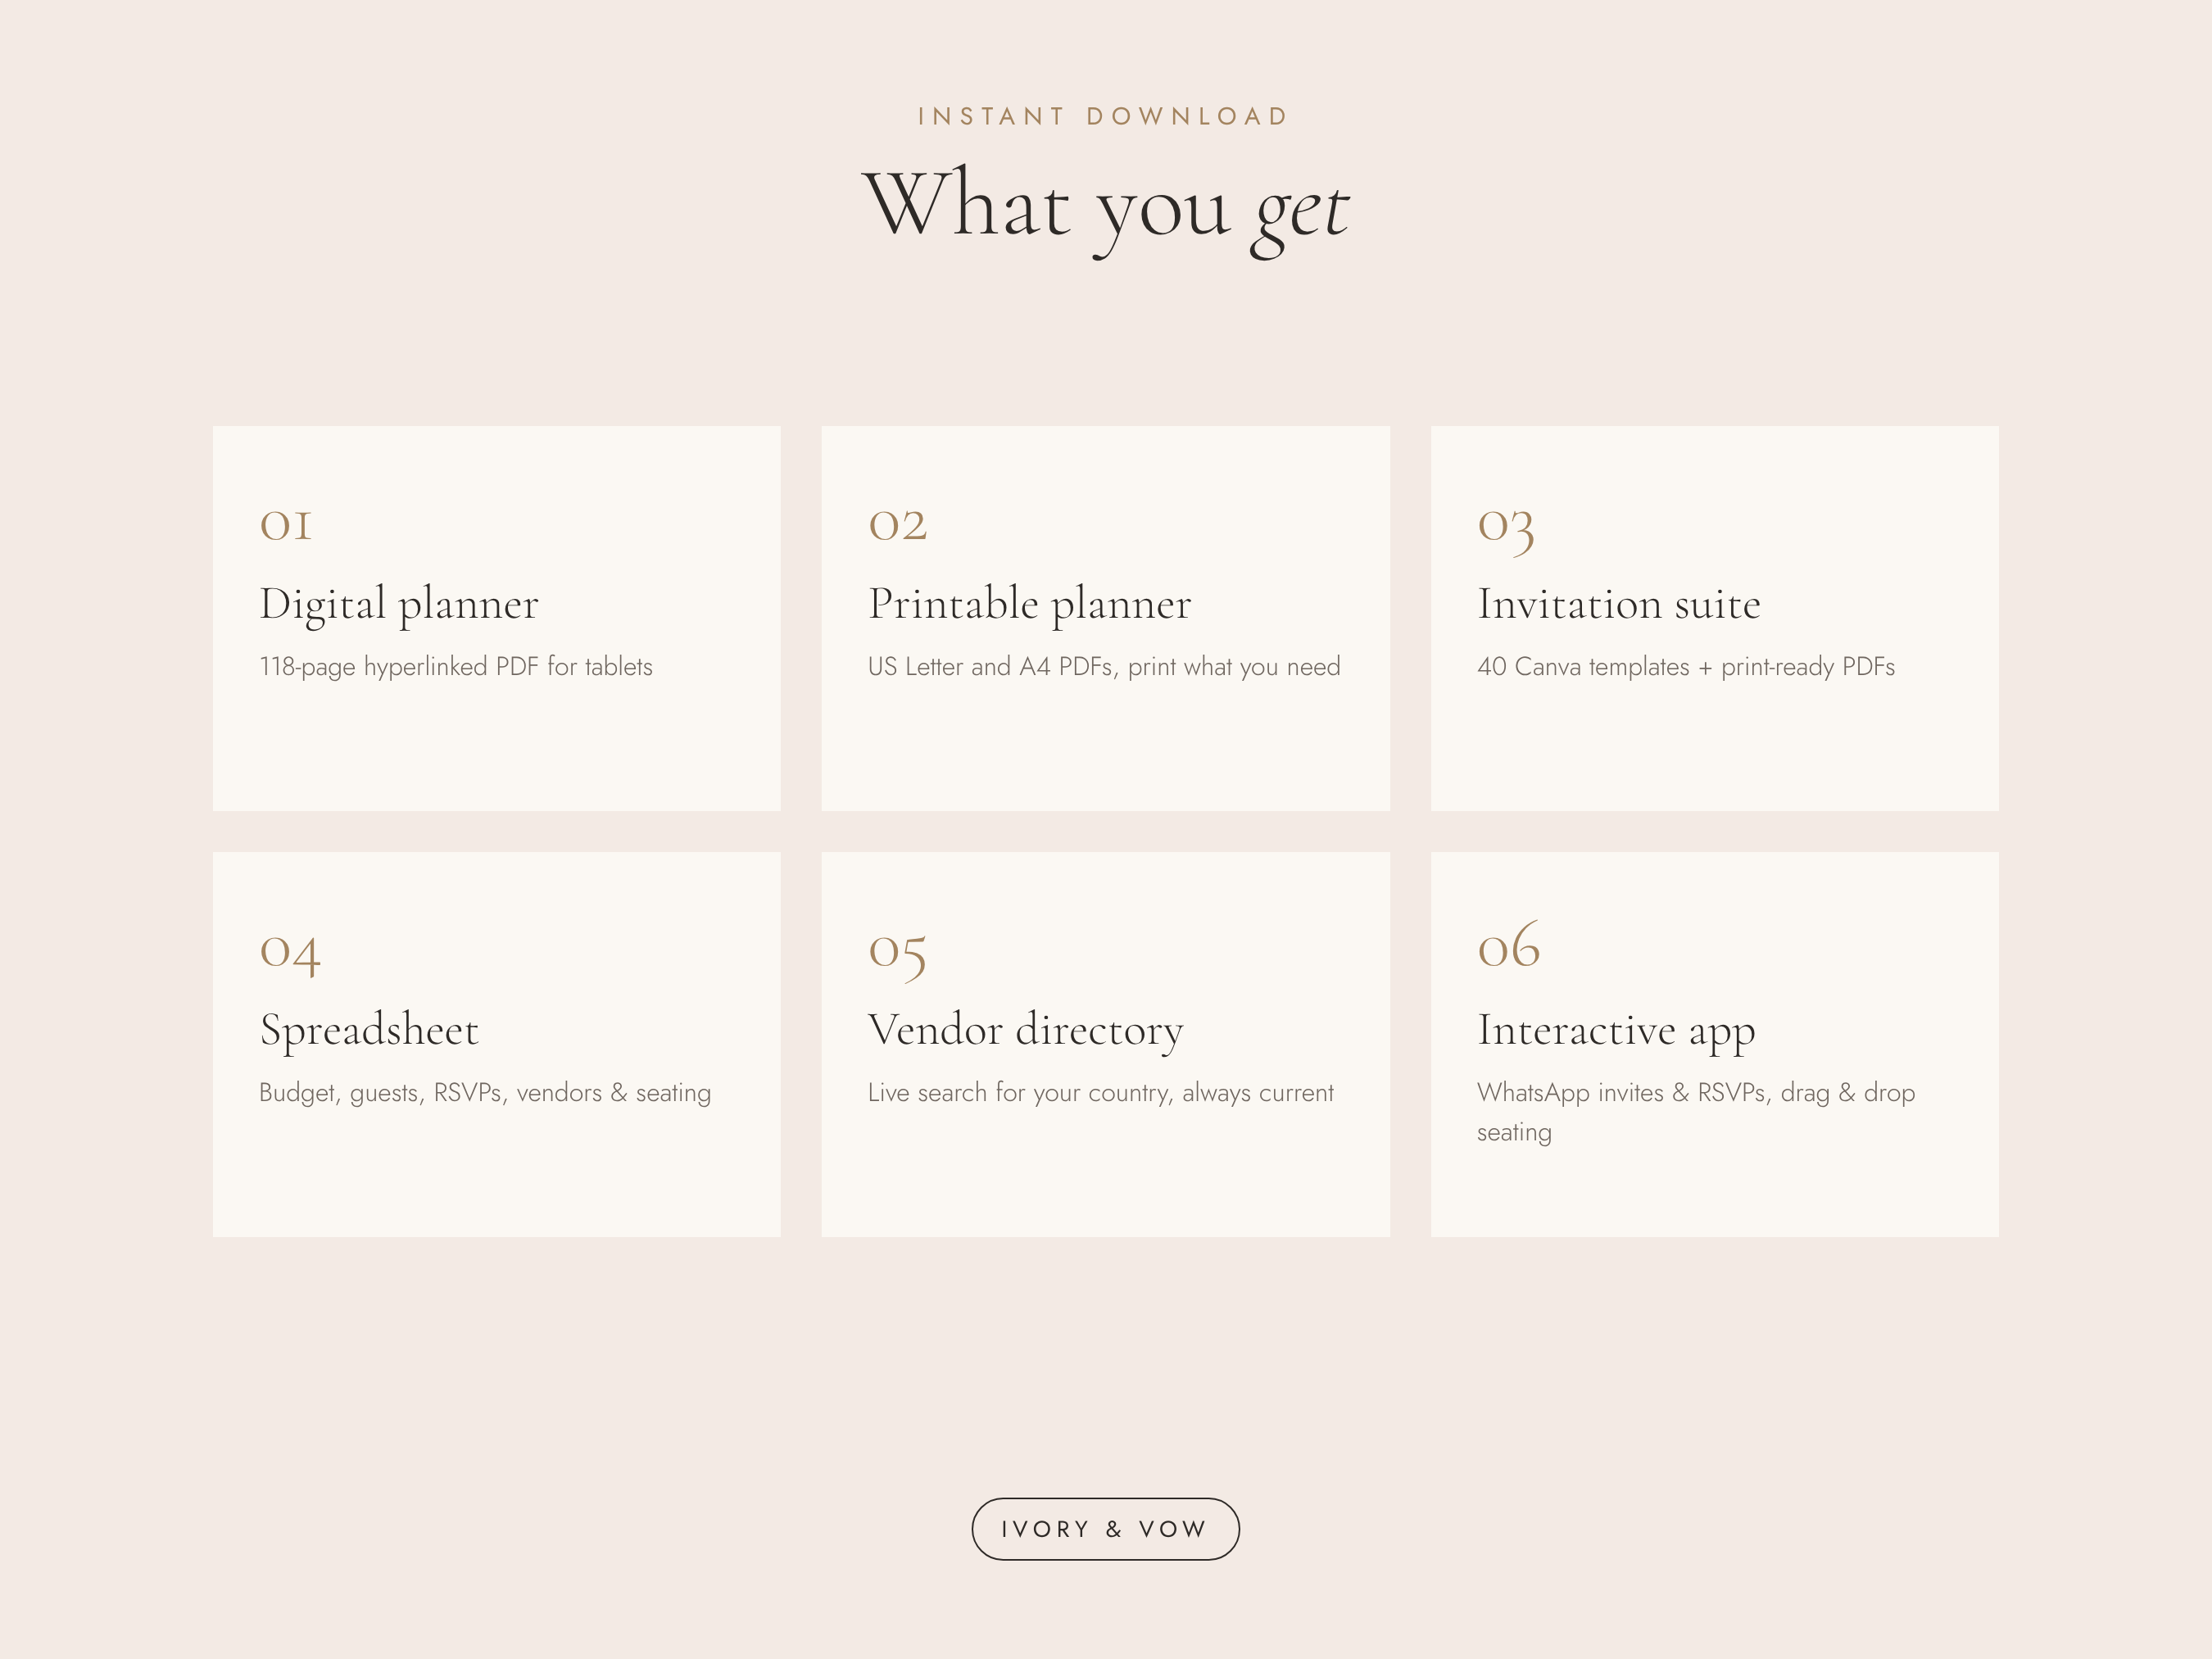 INSTANT DOWNLOAD
What you get
01
Digital planner
118-page hyperlinked PDF for tablets
02
Printable planner
US Letter and A4 PDFs, print what you need
03
Invitation suite
40 Canva templates + print-ready PDFs
04
Spreadsheet
Budget, guests, RSVPs, vendors & seating
05
Vendor directory
Live search for your country, always current
06
Interactive app
WhatsApp invites & RSVPs, drag & drop
seating
IVORY & VOW